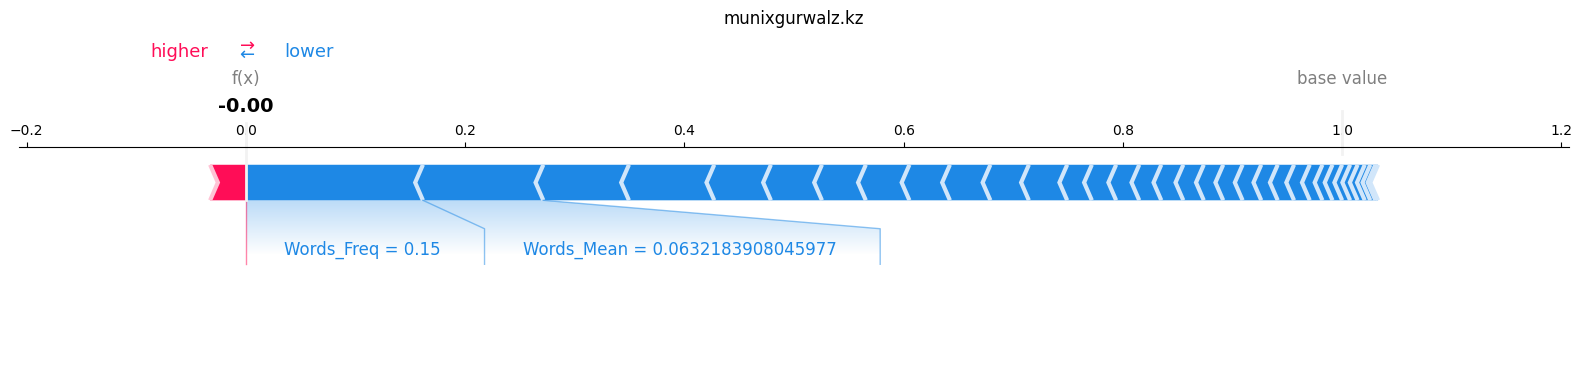 munixgurwalz.kz
higher ⇄ lower
f(x) base value
-0.00
−0.2 0 0 0.2 0.4 0.6 0.8 1 0 1.2
Words_Freq = 0.15 Words_Mean = 0.0632183908045977